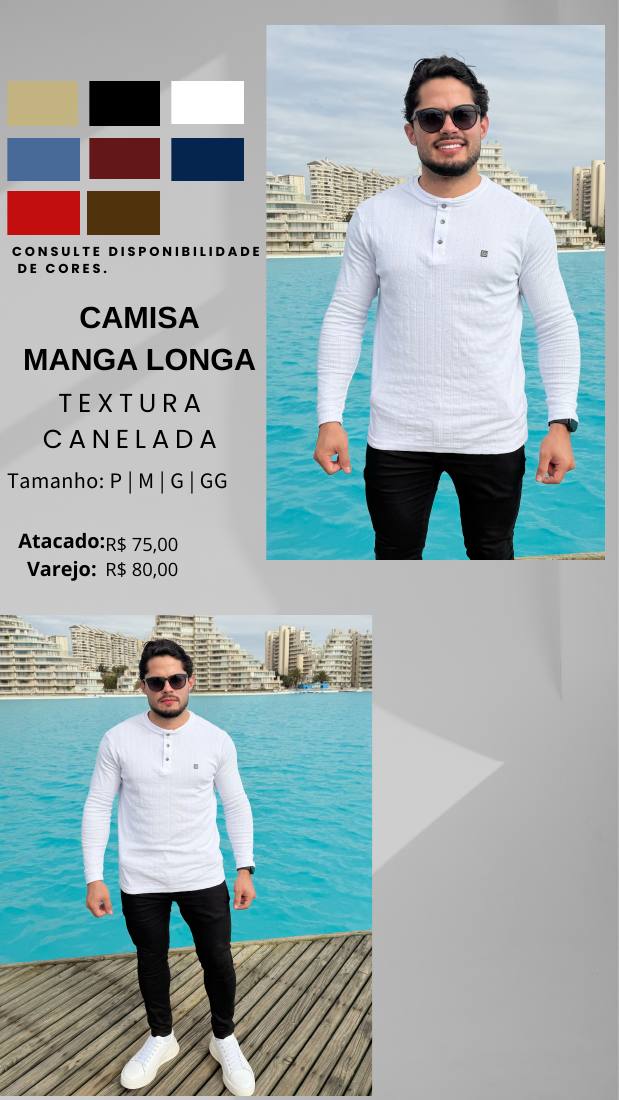 CONSULTE DISPONIBILIDADE
DE CORES.
CAMISA
MANGA LONGA
TEXTURA
CANELADA
Tamanho: P | M | G | GG
Atacado: R$ 75,00
Varejo: R$ 80,00